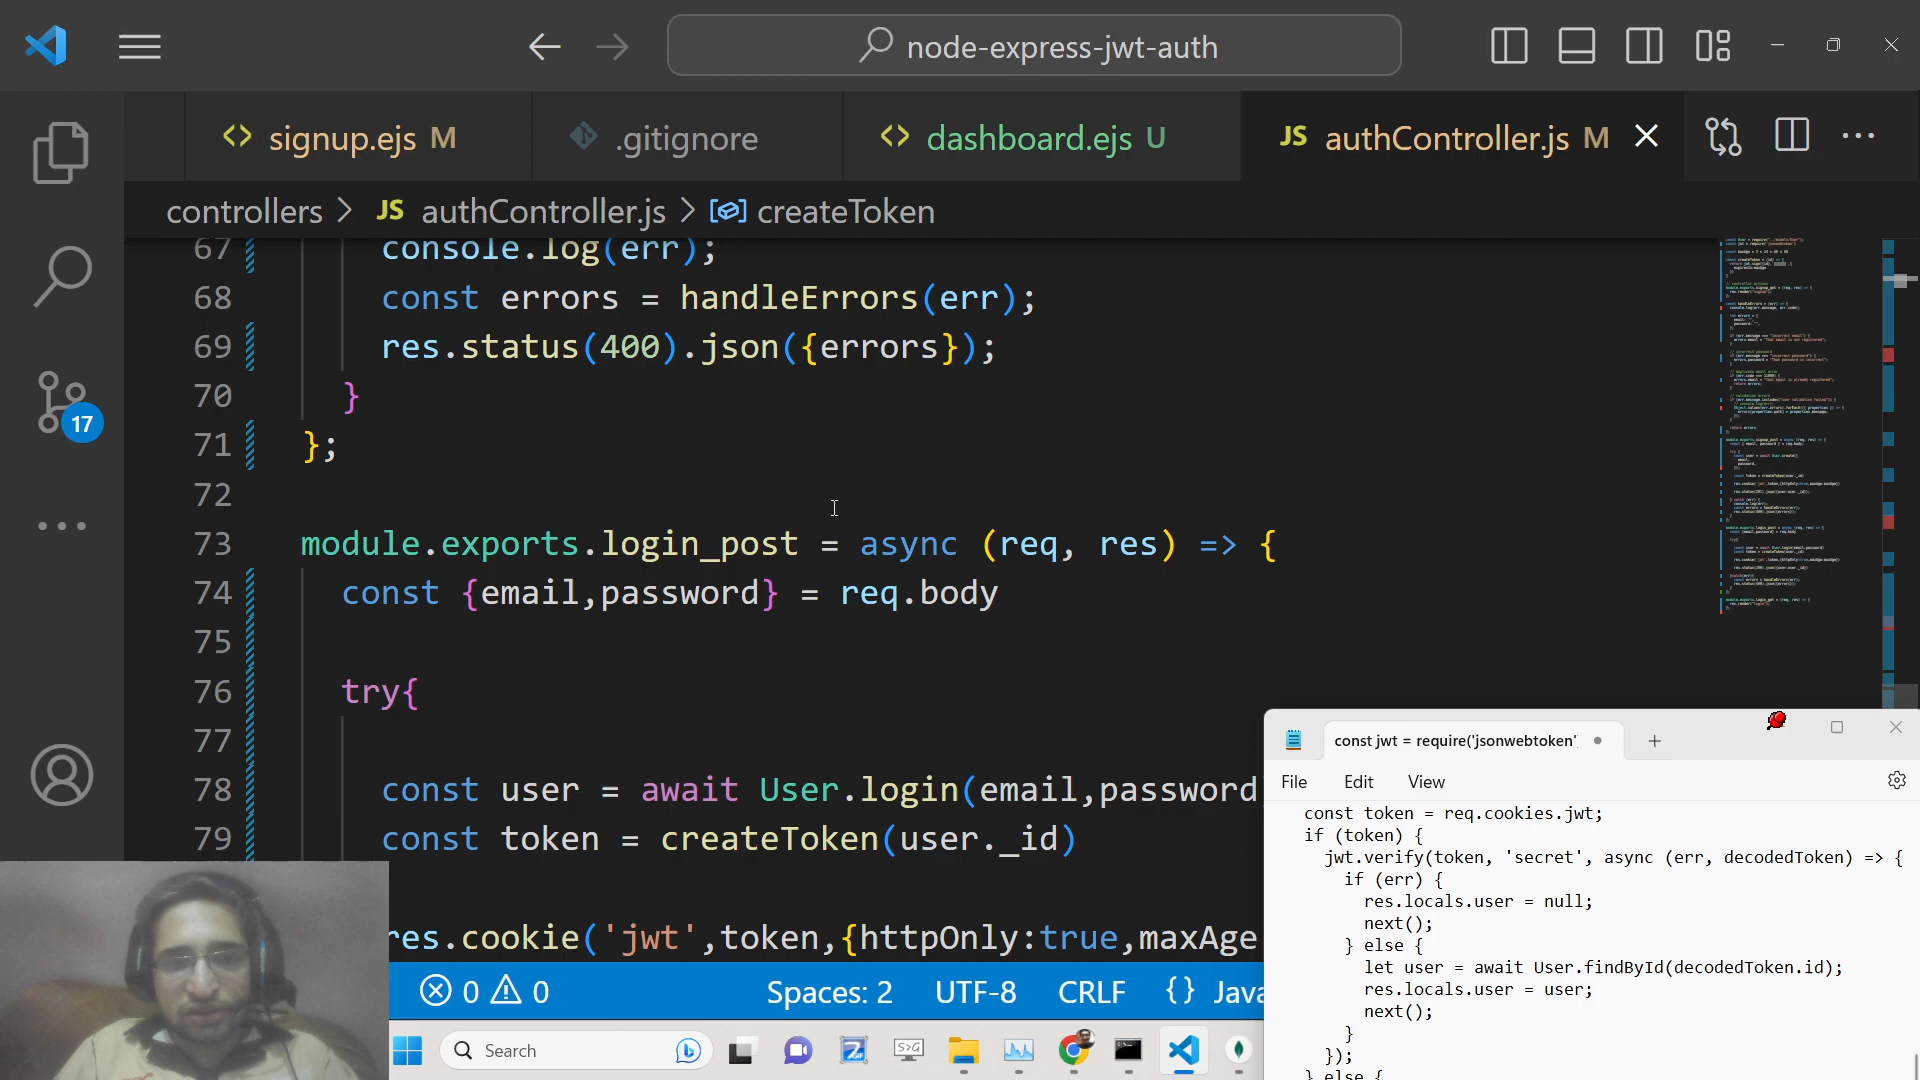 node-express-jwt-auth
<> signup.ejs M
.gitignore
<> dashboard.ejs U
JS authController.js M
controllers > JS authController.js > createToken
67 console.log(err);
68 const errors = handleErrors(err);
69 res.status(400).json({errors});
70 }
71 };
72
73 module.exports.login_post = async (req, res) => {
74 const {email,password} = req.body
75
76 try{
77
78 const user = await User.login(email,password
79 const token = createToken(user._id)
res.cookie('jwt',token,{httpOnly:true,maxAge
17
0 0 Spaces: 2 UTF-8 CRLF {} Java
Search
const jwt = require('jsonwebtoken'
File Edit View
const token = req.cookies.jwt;
if (token) {
jwt.verify(token, 'secret', async (err, decodedToken) => {
if (err) {
res.locals.user = null;
next();
} else {
let user = await User.findById(decodedToken.id);
res.locals.user = user;
next();
}
});
} else {